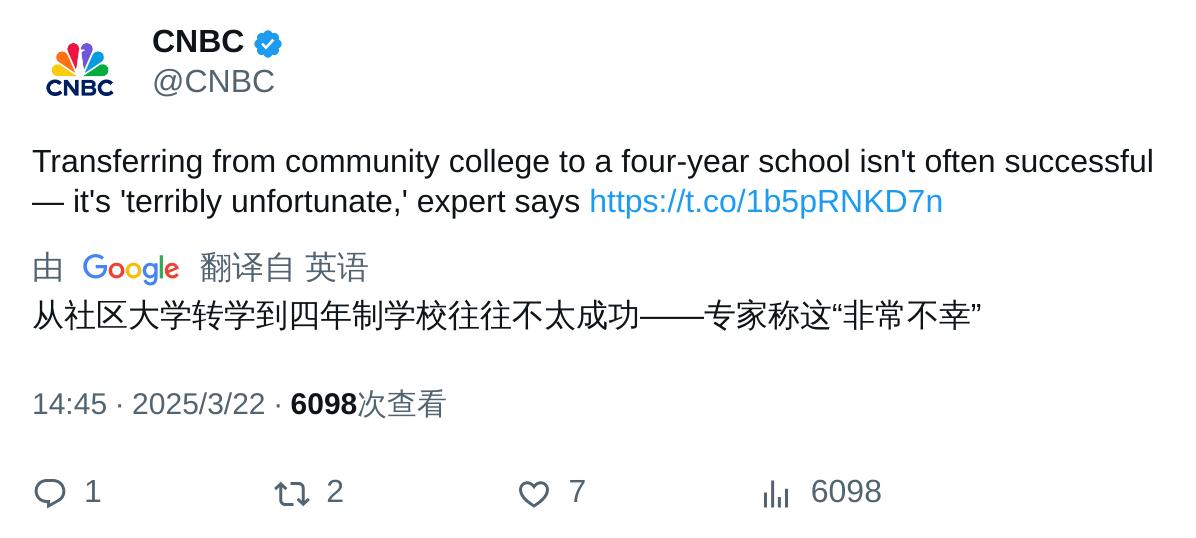 CNBC
CNBC
@CNBC
Transferring from community college to a four-year school isn't often successful
— it's 'terribly unfortunate,' expert says https://t.co/1b5pRNKD7n
由 Google 翻译自 英语
从社区大学转学到四年制学校往往不太成功——专家称这“非常不幸”
14:45 · 2025/3/22 · 6098次查看
1 2 7 6098